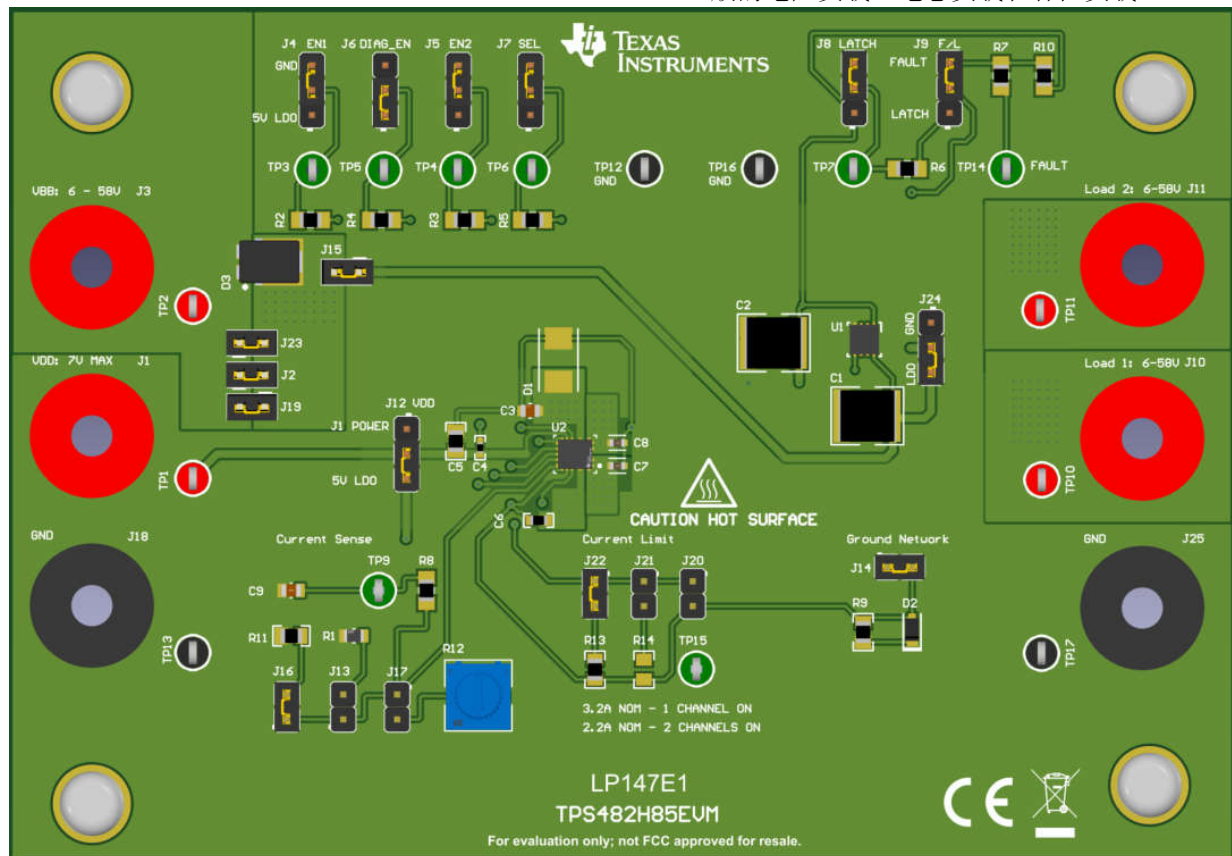 J4 EN1
J6 DIAG_EN
J5 EN2
J7 SEL
TEXAS
INSTRUMENTS
J8 LATCH
J9 F/L
R7
R10
GND
5V LDO
FAULT
LATCH
TP3
TP5
TP4
TP6
TP12
GND
TP16
GND
TP7
R6
TP14
FAULT
VBB: 6 - 58V J3
Load 2: 6-58V J11
R2
R4
R3
R5
J15
D3
TP2
C2
J24
GND
LDO
U1
TP11
J23
J2
J19
VDD: 7V MAX J1
C1
Load 1: 6-58V J10
D1
J12 VDD
J1 POWER
5V LDO
C3
U2
C5
C4
C8
C7
TP1
TP10
C6
CAUTION HOT SURFACE
GND J18
Current Sense
Current Limit
Ground Network
GND J25
TP9
R8
J22
J21
J20
J14
C9
R9
D2
R11
R1
R12
R13
R14
TP15
TP13
TP17
J16
J13
J17
3.2A NOM - 1 CHANNEL ON
2.2A NOM - 2 CHANNELS ON
LP147E1
TPS482H85EVM
CE
For evaluation only; not FCC approved for resale.